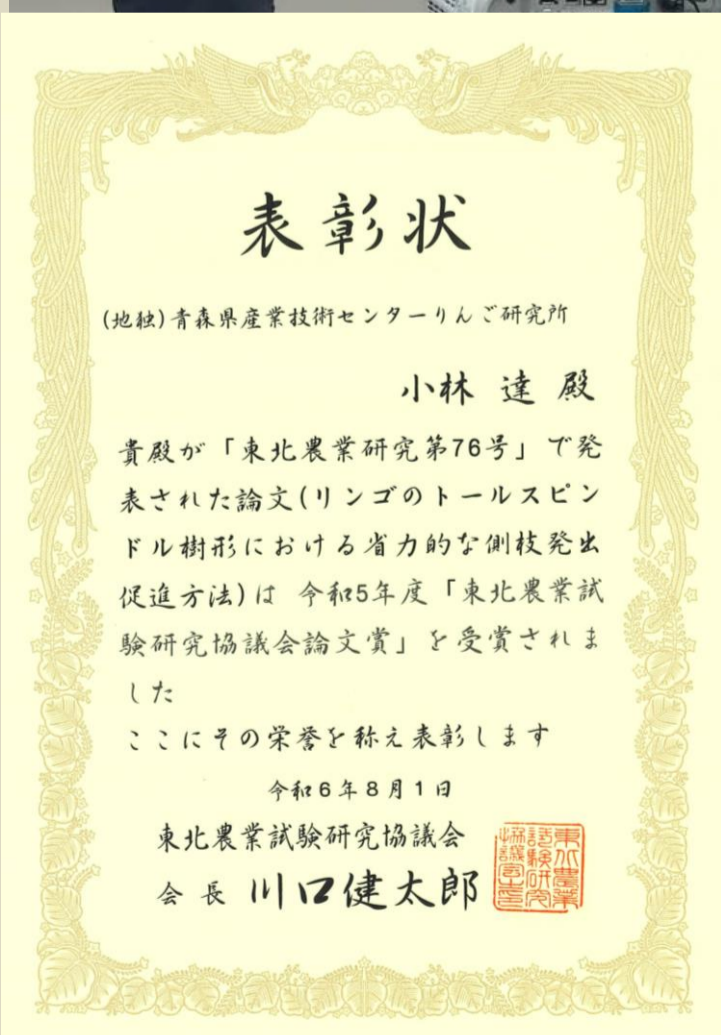 表彰状
(地独)青森県産業技術センターりんご研究所
小林 達 殿
貴殿が「東北農業研究第76号」で発
表された論文(リンゴのトールスピン
ドル樹形における省力的な側枝発出
促進方法)は 令和5年度「東北農業試
験研究協議会論文賞」を受賞されま
した
ここにその栄誉を称え表彰します
令和6年8月1日
東北農業試験研究協議会
会長 川口健太郎
東北農業
試験研究
協議会長印